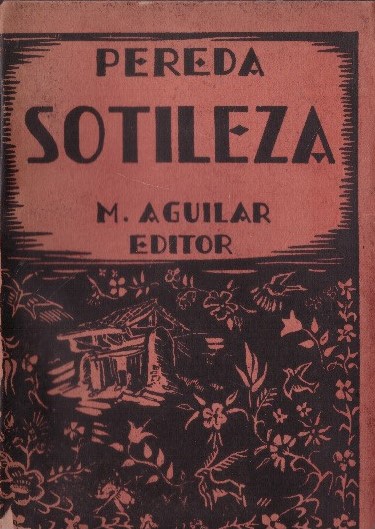 PEREDA
SOTILEZA
M. AGUILAR
EDITOR